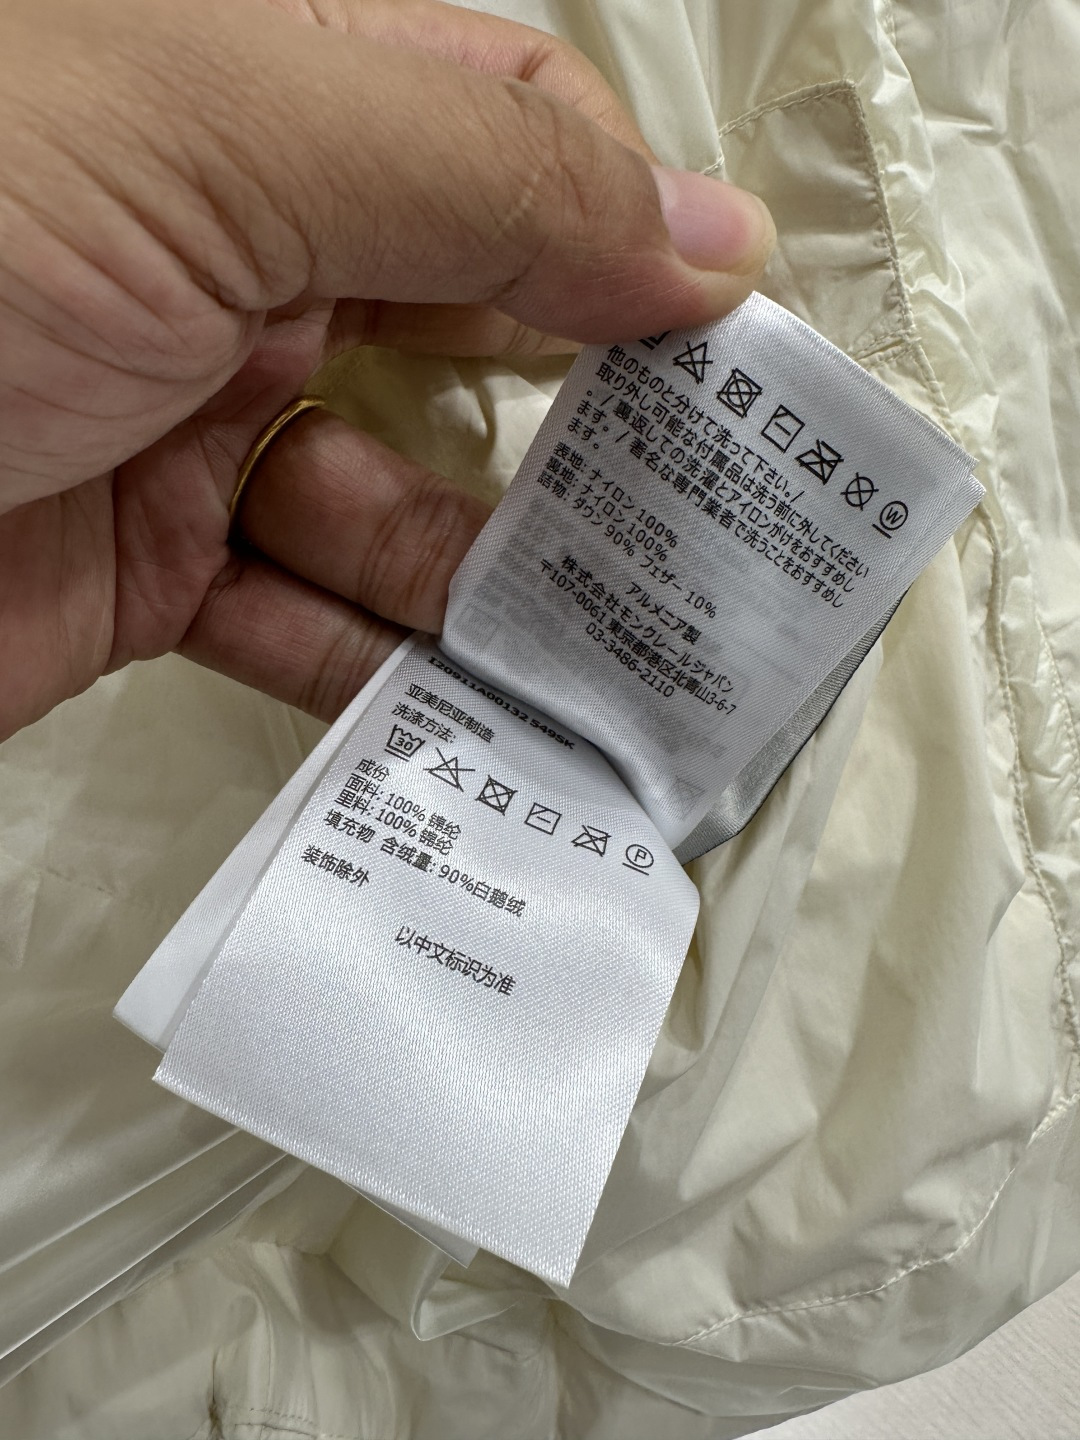 他のものと分けて洗って下さい。/
取り外し可能な付属品は洗う前に外してください
。/ 裏返しての洗濯とアイロンがけをおすすめし
ます。/ 著名な専門業者で洗うことをおすすめし
ます。
表地: ナイロン 100%
裏地: ナイロン 100%
詰物: ダウン 90% フェザー 10%
アルメニア製
株式会社モンクレール ジャパン
〒107-0061 東京都港区北青山3-6-7
03-3486-2110
W
120911A00132 5495K
亚美尼亚制造
洗涤方法:
30
P
成份
面料: 100% 锦纶
里料: 100% 锦纶
填充物 含绒量: 90%白鹅绒
装饰除外
以中文标识为准